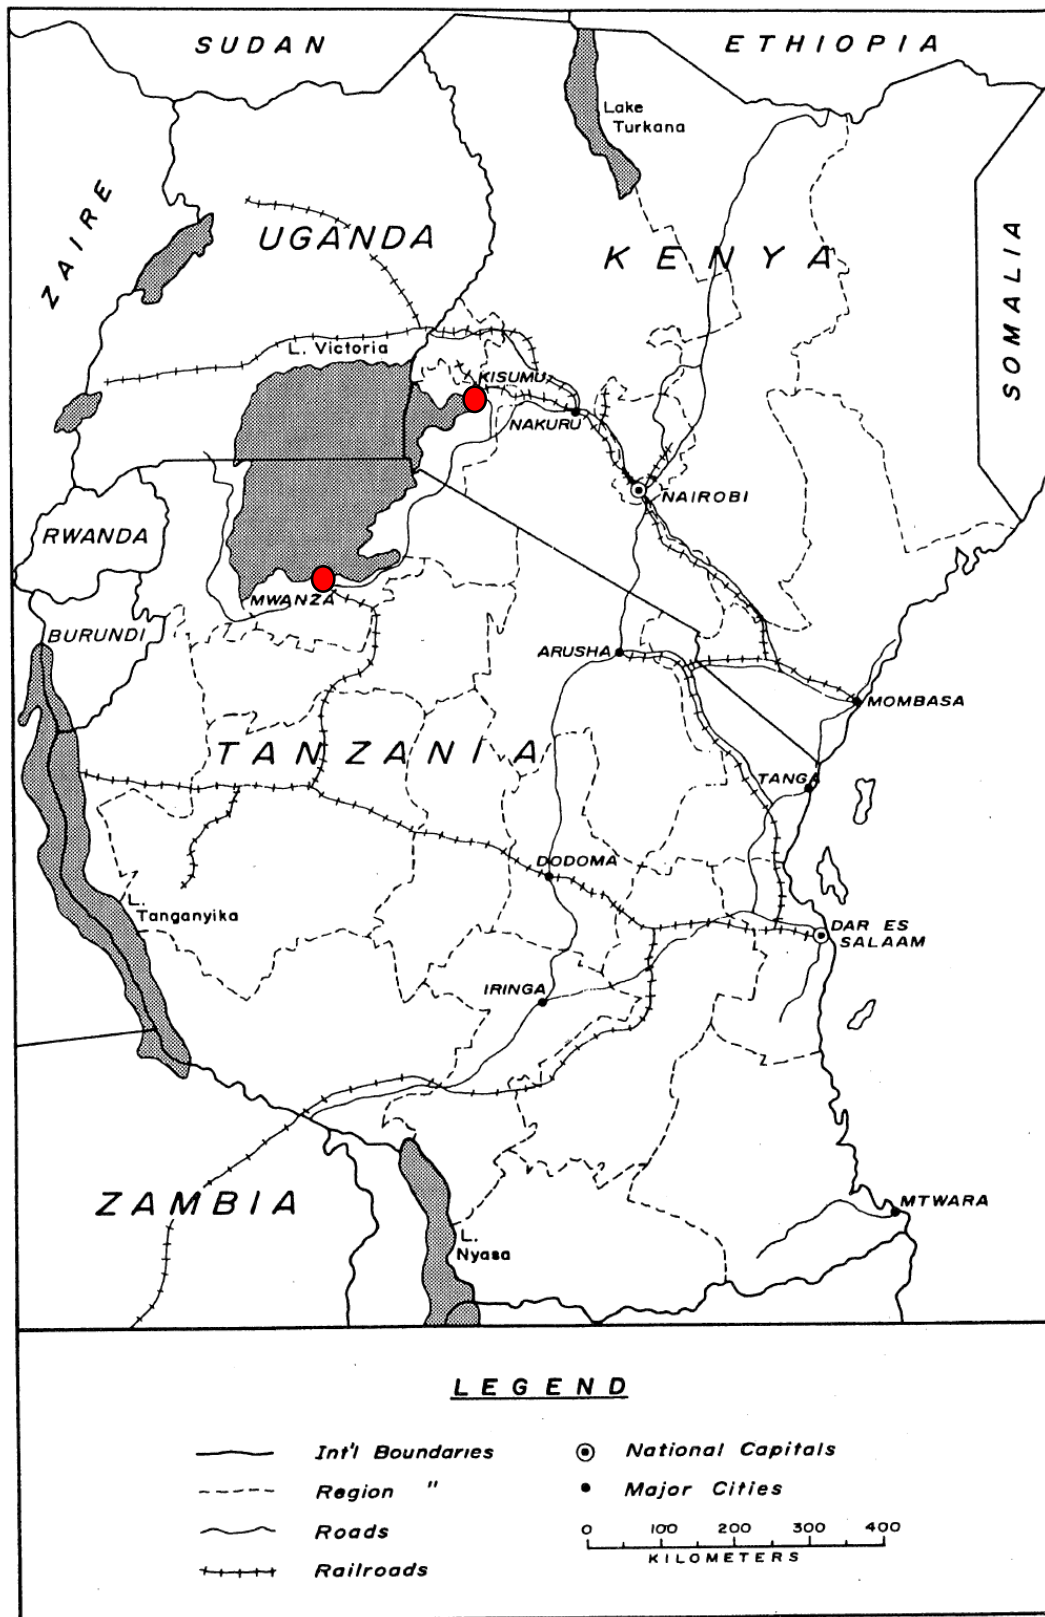 SUDAN
ETHIOPIA
Lake
Turkana
ZAIRE
UGANDA
KENYA
SOMALIA
L. Victoria
KISUMU
NAKURU
NAIROBI
RWANDA
MWANZA
BURUNDI
ARUSHA
MOMBASA
TANZANIA
TANGA
DODOMA
L.
Tanganyika
DAR ES
SALAAM
IRINGA
ZAMBIA
MTWARA
L.
Nyasa
LEGEND
Int'l Boundaries
National Capitals
Region "
Major Cities
Roads
0 100 200 300 400
KILOMETERS
Railroads